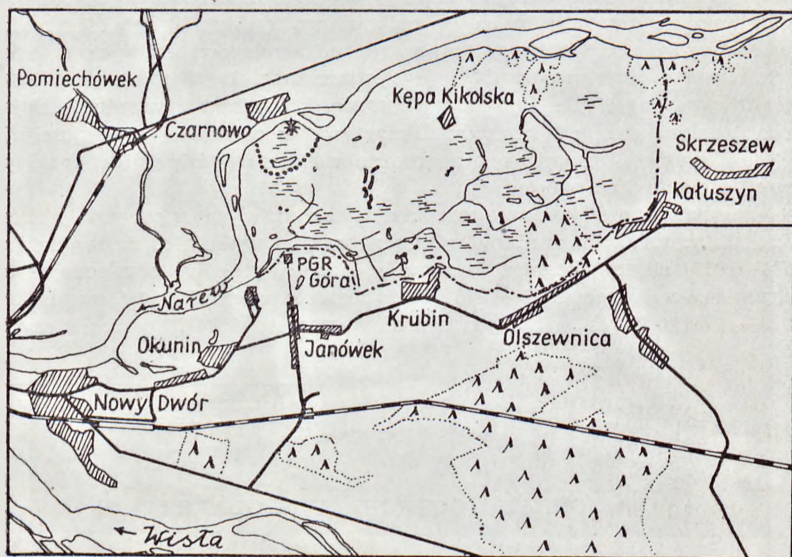 Pomiechówek
Czarnowo
Kępa Kikolska
Skrzeszew
Kałuszyn
PGR
Góra
← Narew
Krubin
Okunin
Janówek
Olszewnica
Nowy Dwór
← Wisła